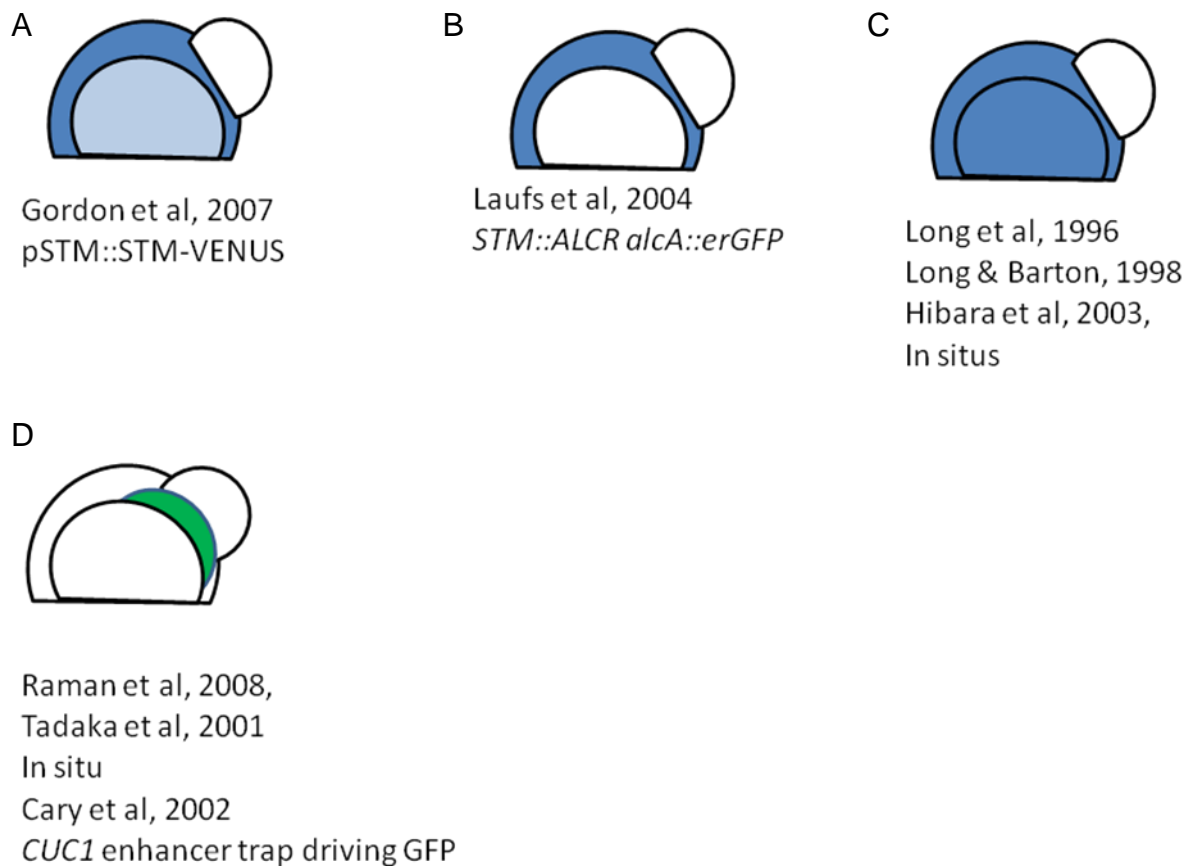 A
B
C
Gordon et al, 2007
pSTM::STM-VENUS
Laufs et al, 2004
STM::ALCR alcA::erGFP
Long et al, 1996
Long & Barton, 1998
Hibara et al, 2003,
In situs
D
Raman et al, 2008,
Tadaka et al, 2001
In situ
Cary et al, 2002
CUC1 enhancer trap driving GFP